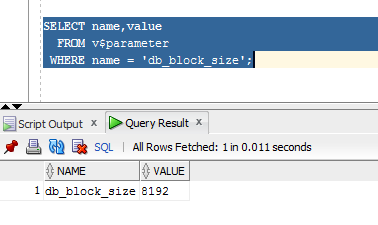 SELECT name,value
FROM v$parameter
WHERE name = 'db_block_size';
Script Output x Query Result x
SQL | All Rows Fetched: 1 in 0.011 seconds
NAME VALUE
1 db_block_size 8192